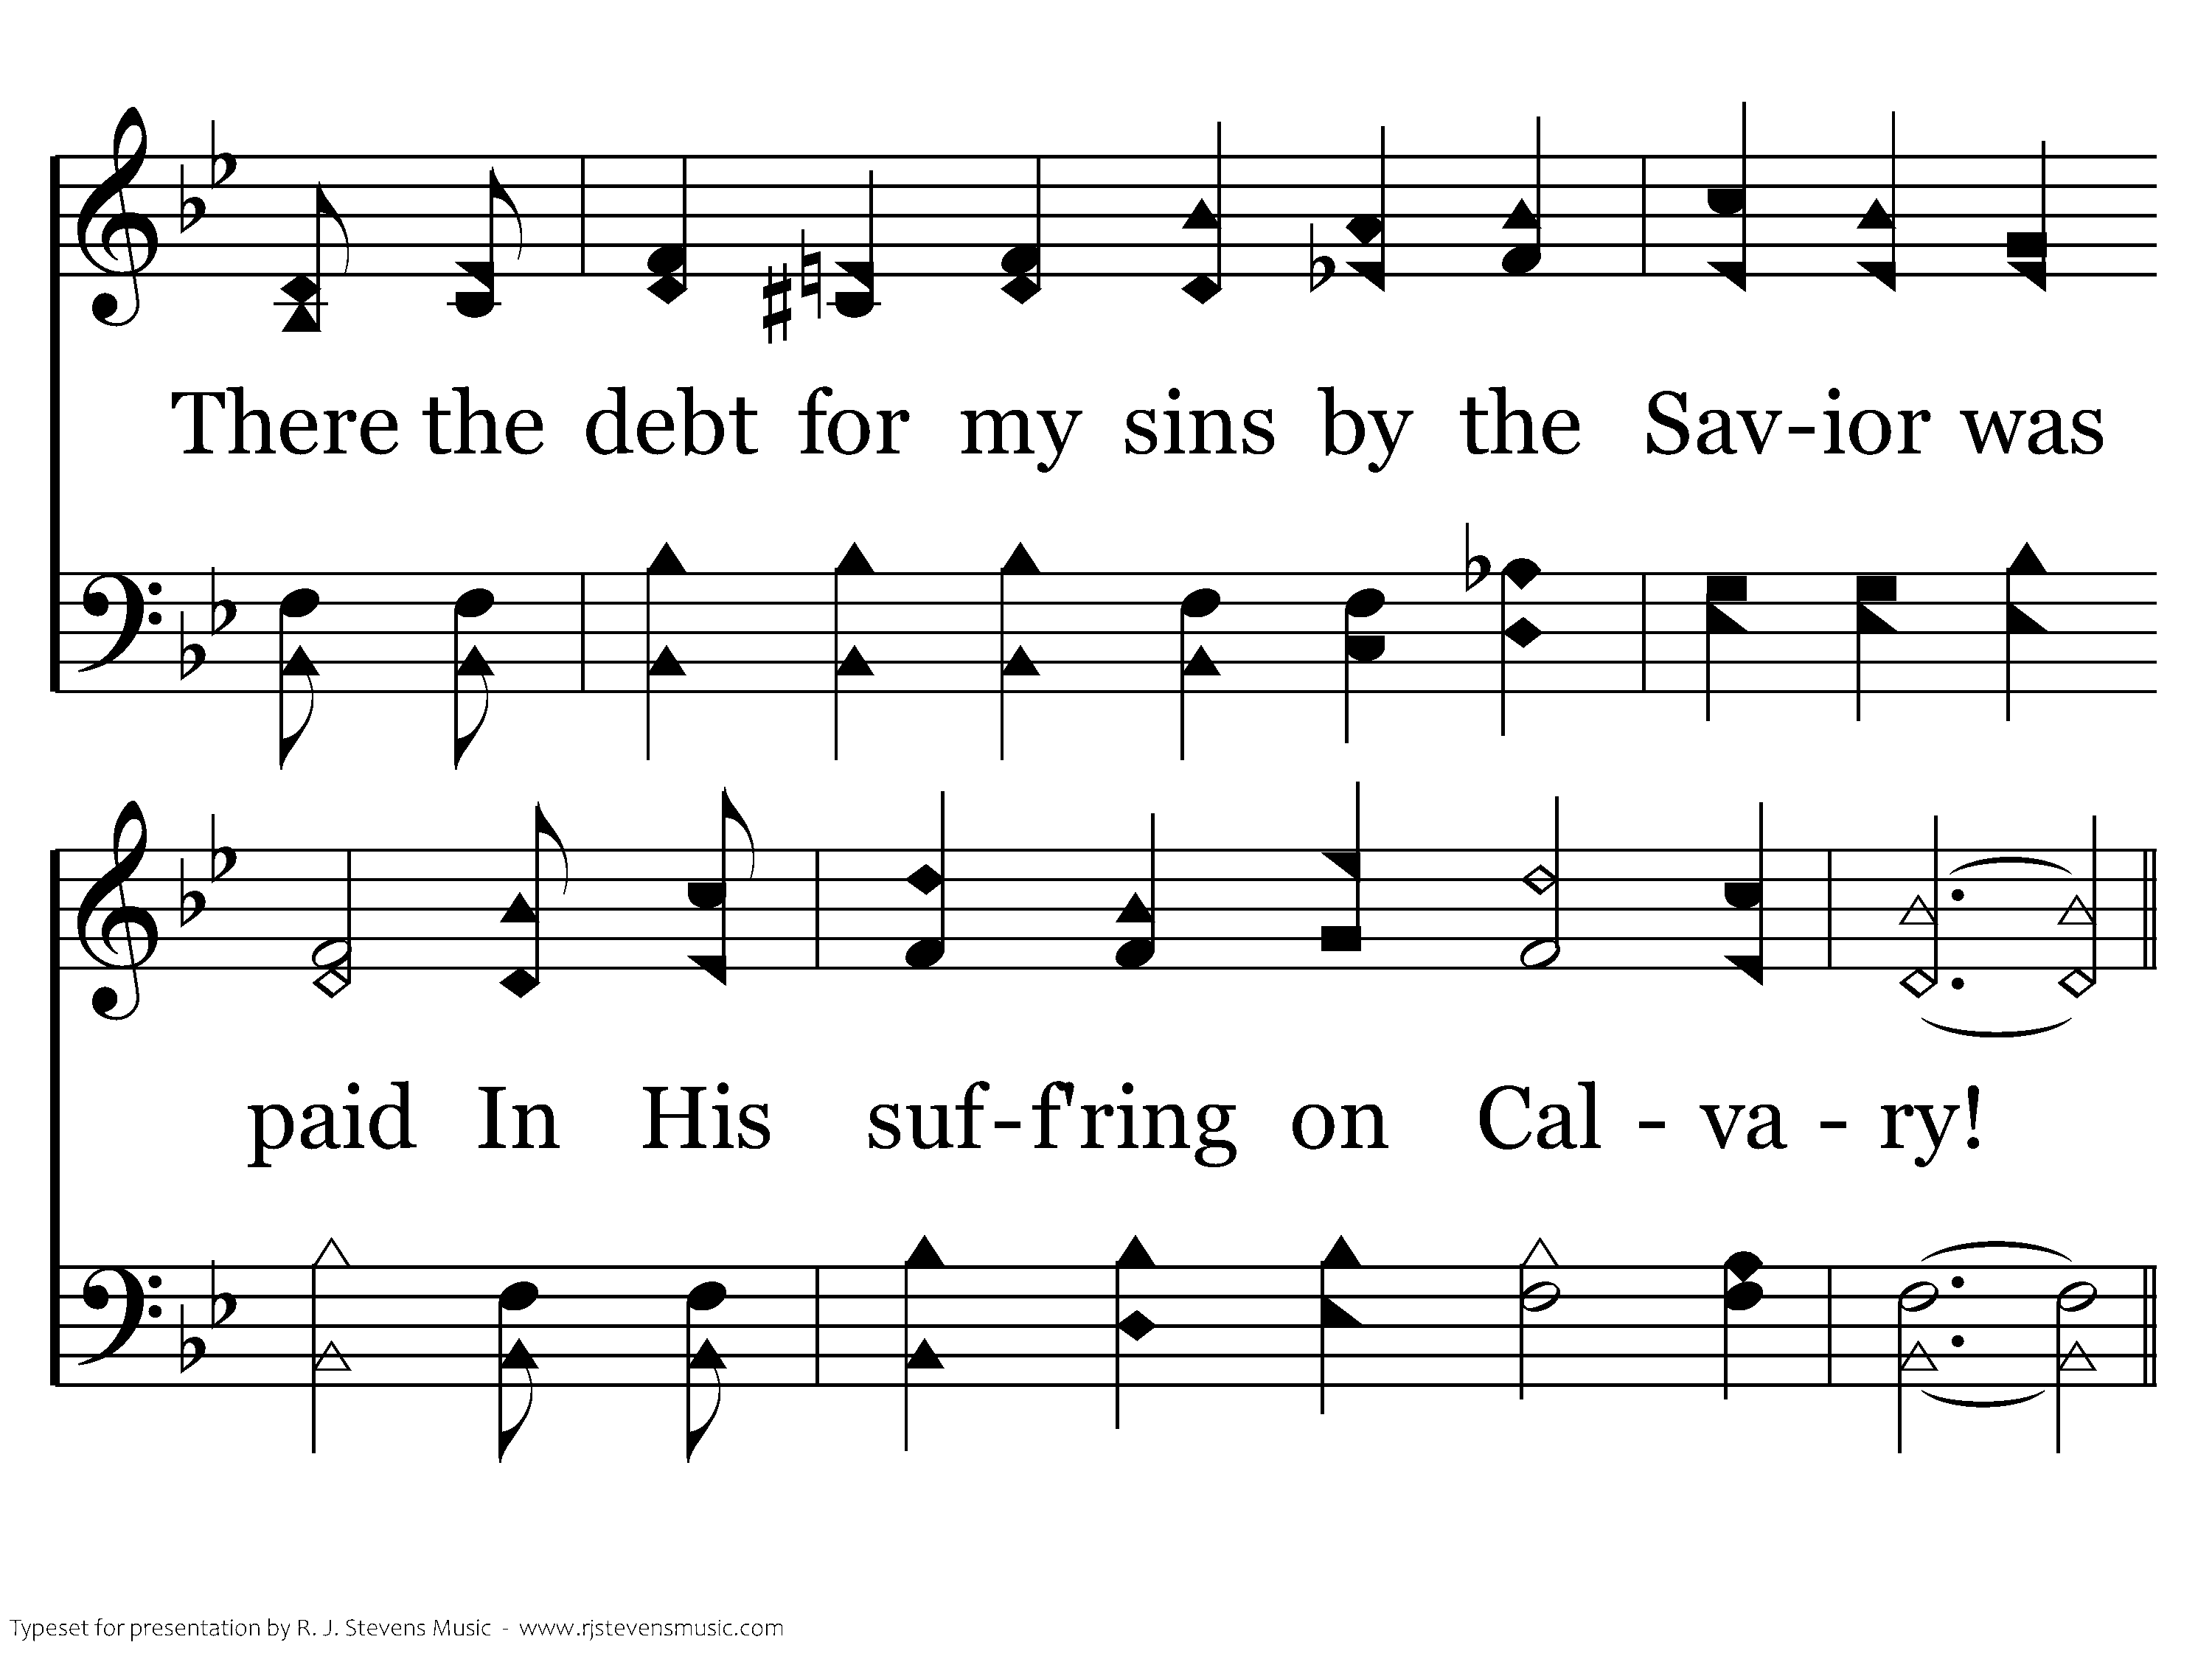 There the debt for my sins by the Sav-ior was
paid In His suf-f'ring on Cal - va - ry!
Typeset for presentation by R. J. Stevens Music - www.rjstevensmusic.com